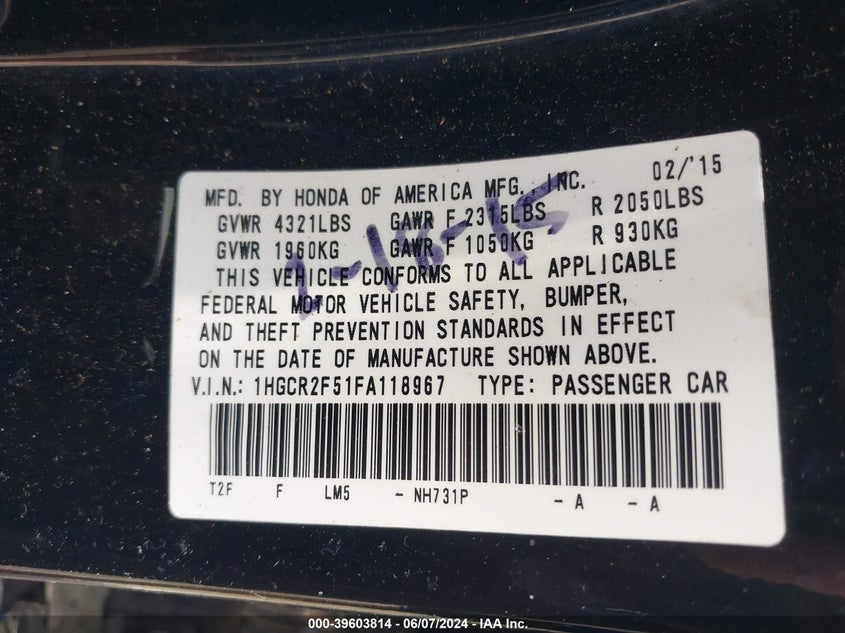 MFD. BY HONDA OF AMERICA MFG., INC. 02/'15
GVWR 4321LBS GAWR F 2315LBS R 2050LBS
GVWR 1960KG GAWR F 1050KG R 930KG
2-18-15
THIS VEHICLE CONFORMS TO ALL APPLICABLE
FEDERAL MOTOR VEHICLE SAFETY, BUMPER,
AND THEFT PREVENTION STANDARDS IN EFFECT
ON THE DATE OF MANUFACTURE SHOWN ABOVE.
V.I.N.: 1HGCR2F51FA118967 TYPE: PASSENGER CAR
T2F F LM5 - NH731P - A - A
000-39603814 - 06/07/2024 - IAA Inc.